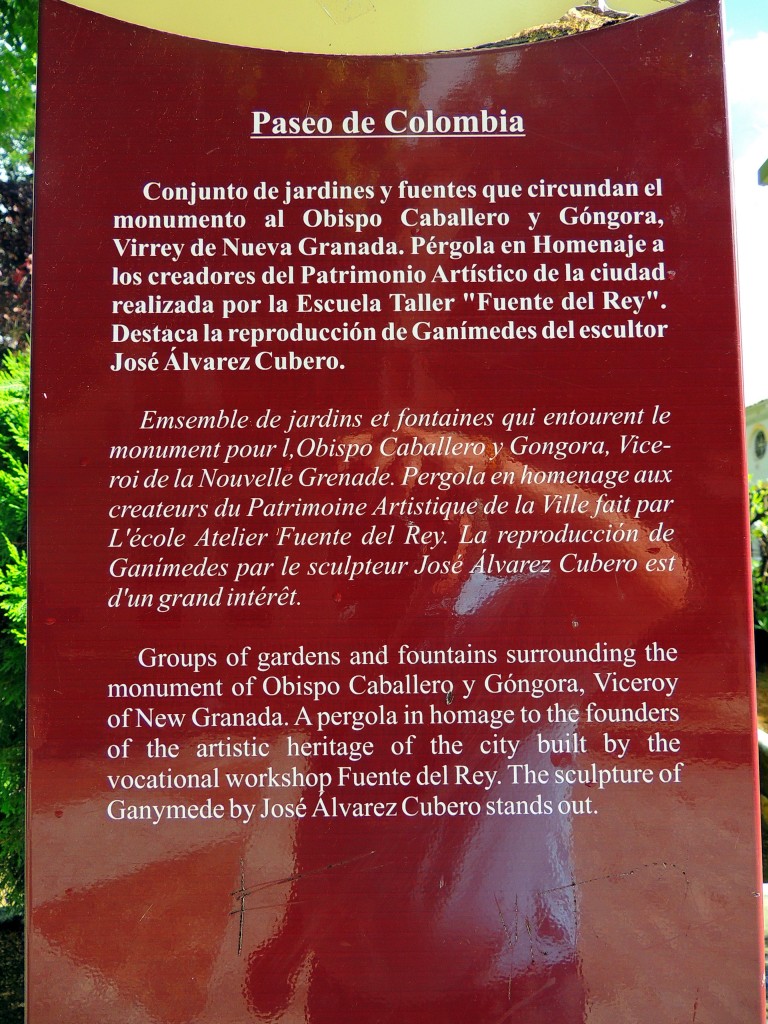 Paseo de Colombia
Conjunto de jardines y fuentes que circundan el
monumento al Obispo Caballero y Góngora,
Virrey de Nueva Granada. Pérgola en Homenaje a
los creadores del Patrimonio Artístico de la ciudad
realizada por la Escuela Taller "Fuente del Rey".
Destaca la reproducción de Ganímedes del escultor
José Álvarez Cubero.
Emsemble de jardins et fontaines qui entourent le
monument pour l,Obispo Caballero y Gongora, Vice-
roi de la Nouvelle Grenade. Pergola en homenage aux
createurs du Patrimoine Artistique de la Ville fait par
L'école Atelier Fuente del Rey. La reproducción de
Ganímedes par le sculpteur José Álvarez Cubero est
d'un grand intérêt.
Groups of gardens and fountains surrounding the
monument of Obispo Caballero y Góngora, Viceroy
of New Granada. A pergola in homage to the founders
of the artistic heritage of the city built by the
vocational workshop Fuente del Rey. The sculpture of
Ganymede by José Álvarez Cubero stands out.